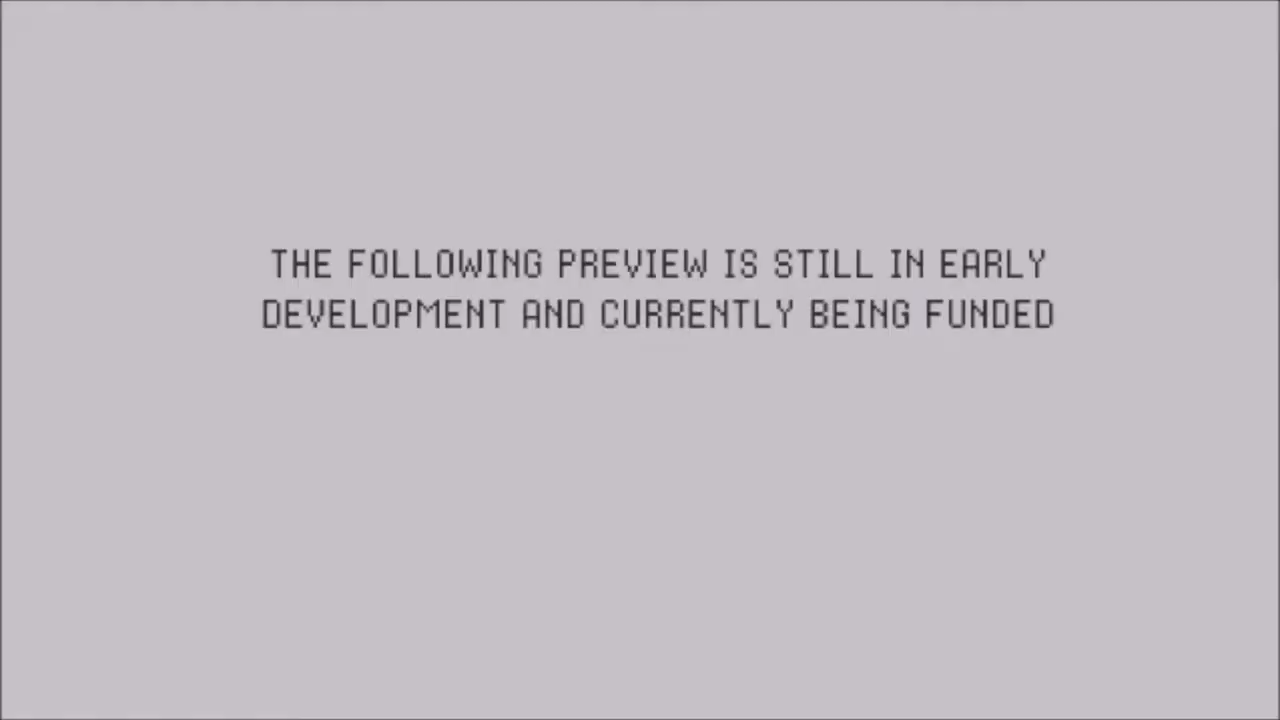 THE FOLLOWING PREVIEW IS STILL IN EARLY
DEVELOPMENT AND CURRENTLY BEING FUNDED